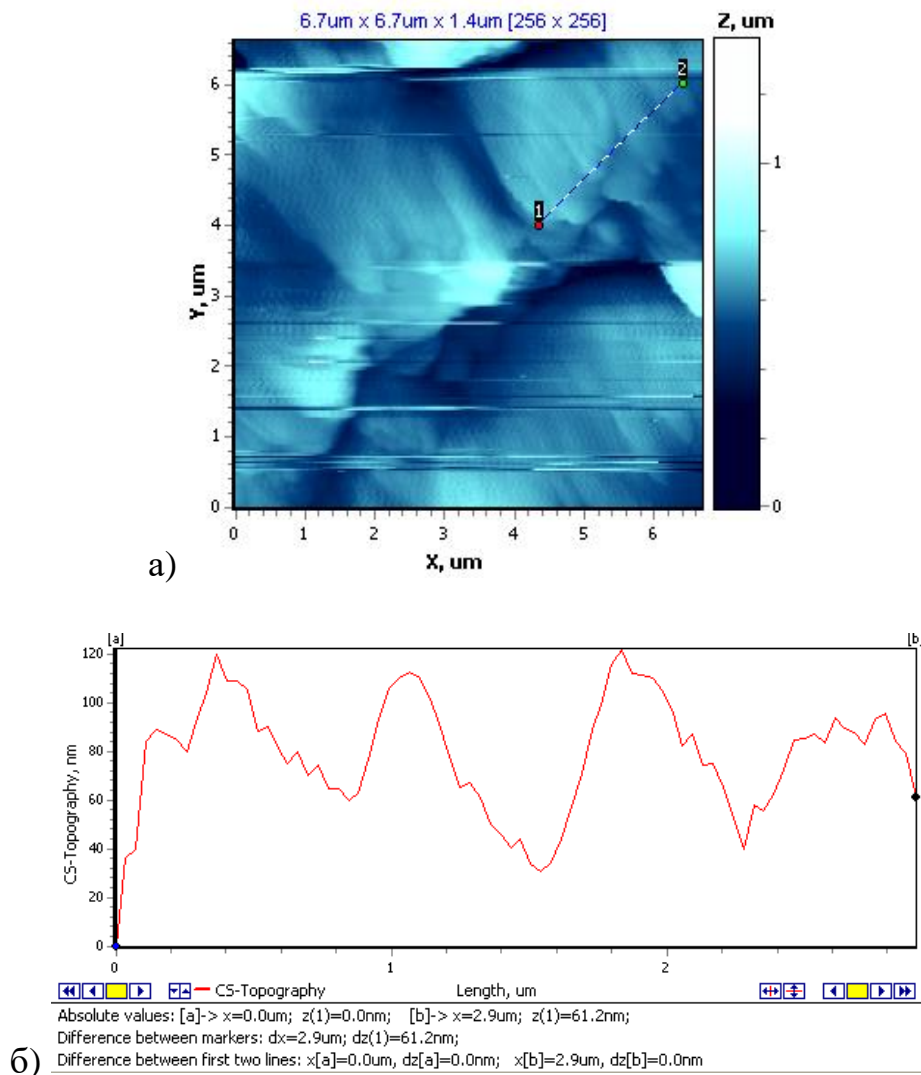 6.7um x 6.7um x 1.4um [256 x 256]
Z, um
2
6
5
1
1
4
Y, um
3
2
1
0
0
0 1 2 3 4 5 6
X, um
а)
[a] [b]
120
100
80
60
40
20
0
CS-Topography, nm
0 1 2
CS-Topography Length, um
Absolute values: [a]-> x=0.0um; z(1)=0.0nm; [b]-> x=2.9um; z(1)=61.2nm;
Difference between markers: dx=2.9um; dz(1)=61.2nm;
б) Difference between first two lines: x[a]=0.0um, dz[a]=0.0nm; x[b]=2.9um, dz[b]=0.0nm